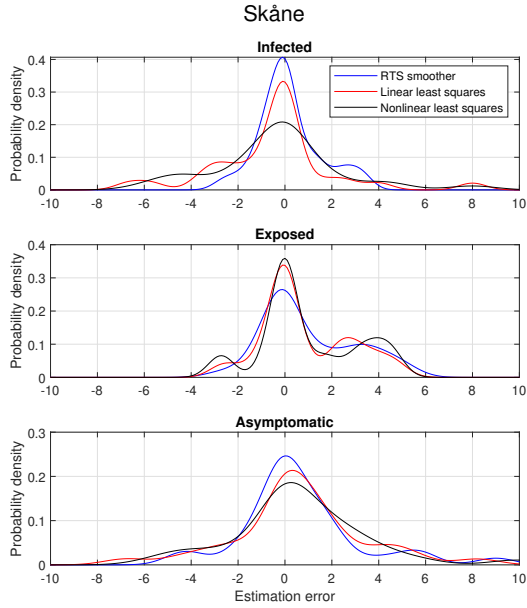 Skåne
Infected
Probability density
0.4
0.3
0.2
0.1
0
RTS smoother
Linear least squares
Nonlinear least squares
-10 -8 -6 -4 -2 0 2 4 6 8 10
Exposed
Probability density
0.4
0.3
0.2
0.1
0
-10 -8 -6 -4 -2 0 2 4 6 8 10
Asymptomatic
Probability density
0.3
0.2
0.1
0
-10 -8 -6 -4 -2 0 2 4 6 8 10
Estimation error